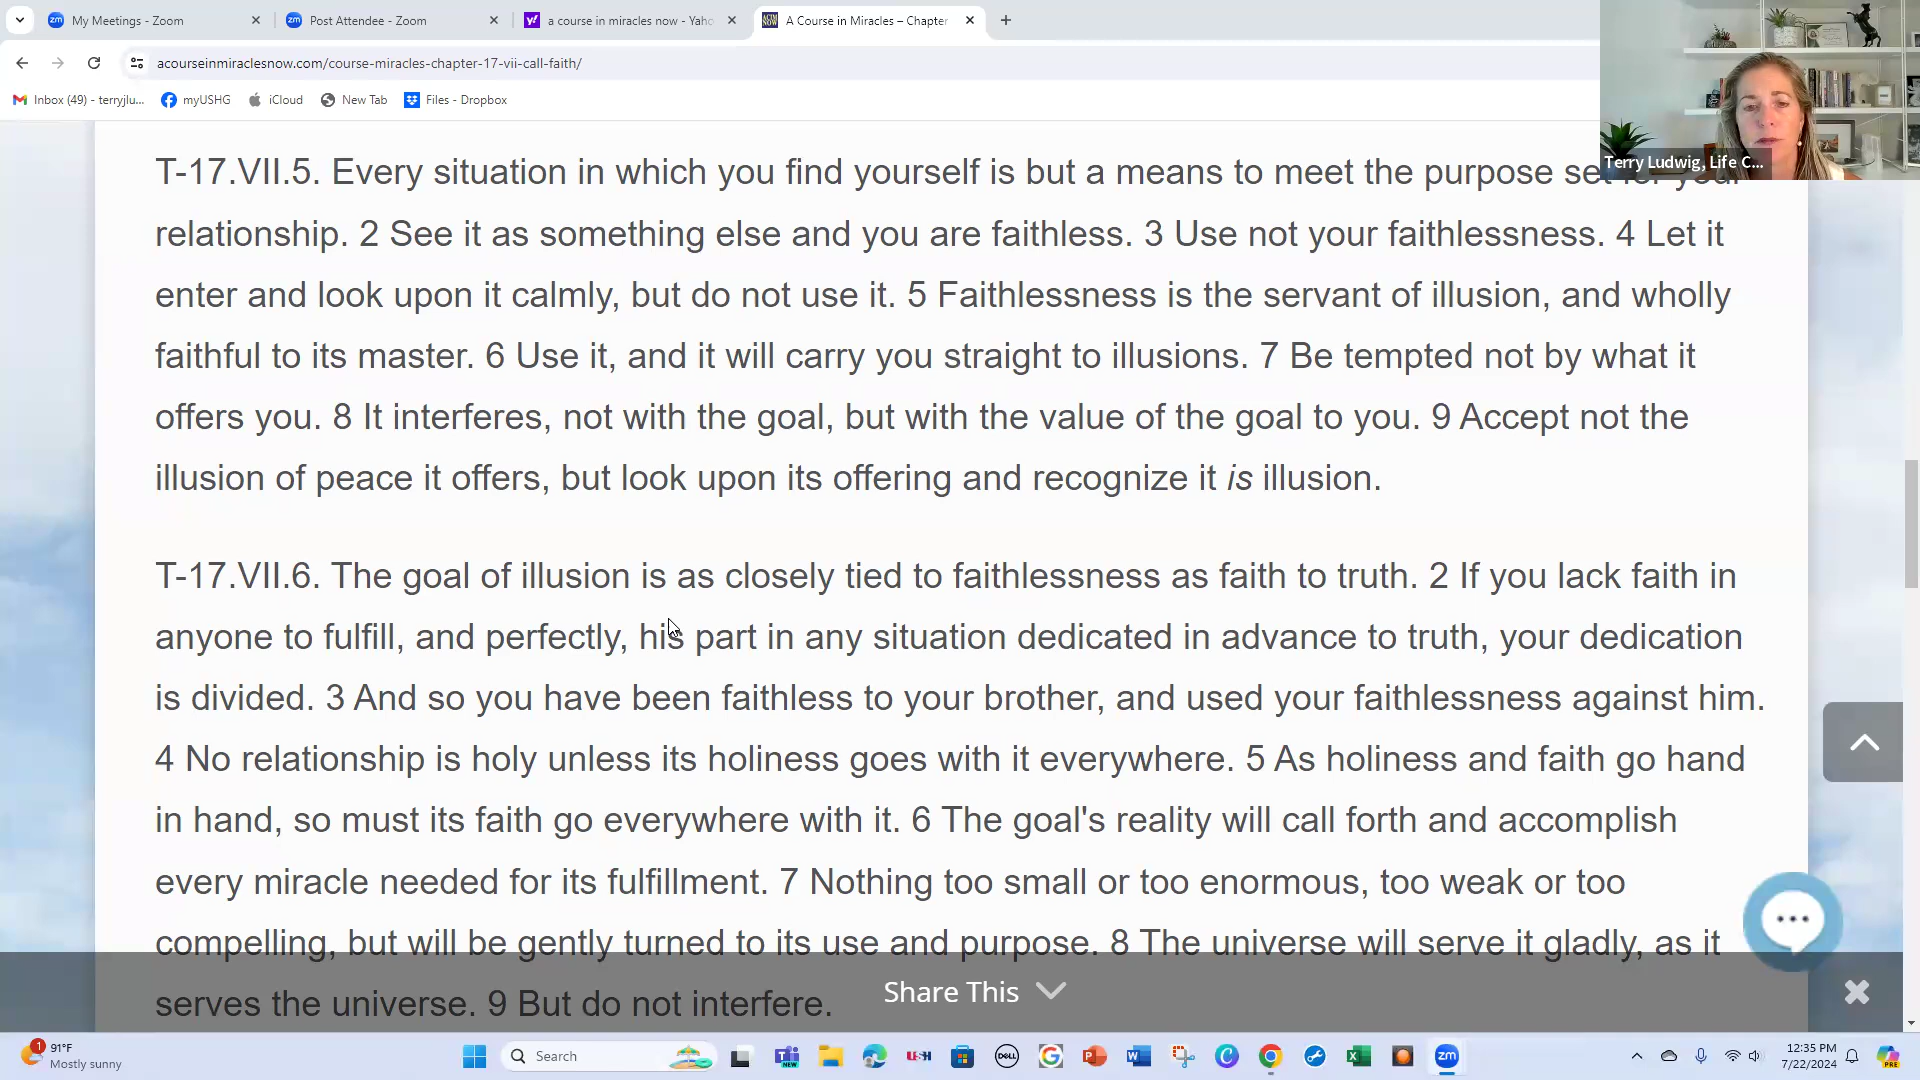 My Meetings - Zoom
Post Attendee - Zoom
a course in miracles now - Yaho
A Course in Miracles – Chapter
acourseinmiraclesnow.com/course-miracles-chapter-17-vii-call-faith/
Inbox (49) - terryjlu...
myUSHG
iCloud
New Tab
Files - Dropbox
Terry Ludwig, Life C...
T-17.VII.5. Every situation in which you find yourself is but a means to meet the purpose set for your
relationship. 2 See it as something else and you are faithless. 3 Use not your faithlessness. 4 Let it
enter and look upon it calmly, but do not use it. 5 Faithlessness is the servant of illusion, and wholly
faithful to its master. 6 Use it, and it will carry you straight to illusions. 7 Be tempted not by what it
offers you. 8 It interferes, not with the goal, but with the value of the goal to you. 9 Accept not the
illusion of peace it offers, but look upon its offering and recognize it is illusion.
T-17.VII.6. The goal of illusion is as closely tied to faithlessness as faith to truth. 2 If you lack faith in
anyone to fulfill, and perfectly, his part in any situation dedicated in advance to truth, your dedication
is divided. 3 And so you have been faithless to your brother, and used your faithlessness against him.
4 No relationship is holy unless its holiness goes with it everywhere. 5 As holiness and faith go hand
in hand, so must its faith go everywhere with it. 6 The goal's reality will call forth and accomplish
every miracle needed for its fulfillment. 7 Nothing too small or too enormous, too weak or too
compelling, but will be gently turned to its use and purpose. 8 The universe will serve it gladly, as it
serves the universe. 9 But do not interfere.
Share This
1
91°F
Mostly sunny
Search
NEW
USH
DELL
zm
12:35 PM
7/22/2024
PRE